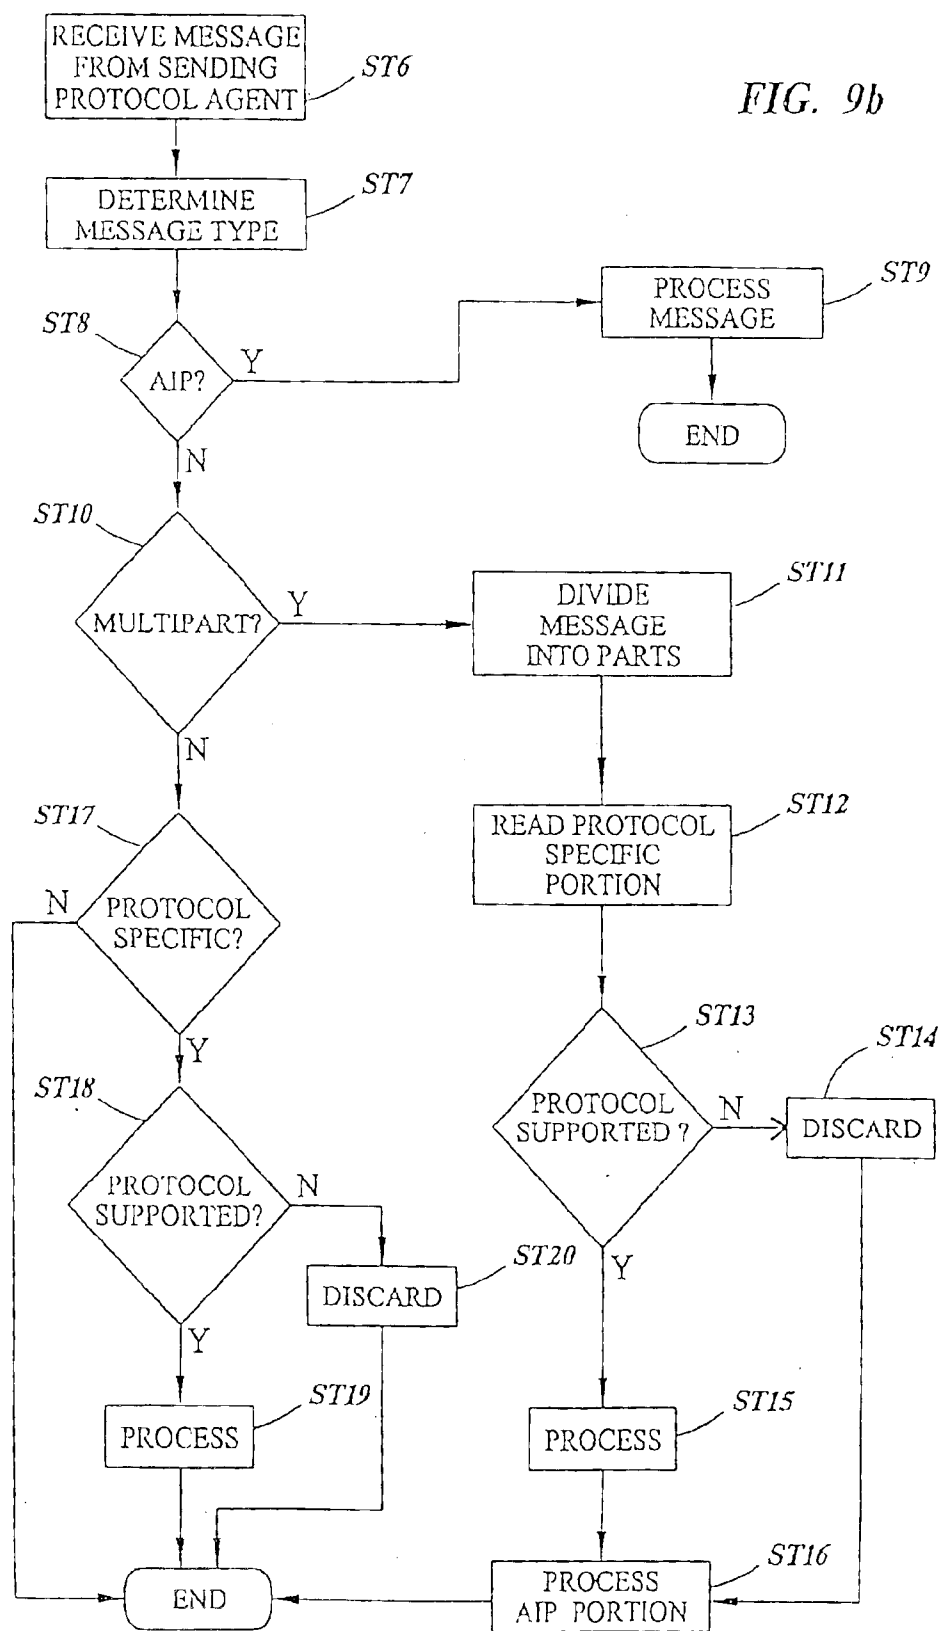 RECEIVE MESSAGE
FROM SENDING
PROTOCOL AGENT
ST6
FIG. 9b
DETERMINE
MESSAGE TYPE
ST7
ST8
AIP?
Y
N
PROCESS
MESSAGE
ST9
END
ST10
MULTIPART?
Y
N
DIVIDE
MESSAGE
INTO PARTS
ST11
READ PROTOCOL
SPECIFIC
PORTION
ST12
ST17
PROTOCOL
SPECIFIC?
N
Y
ST13
PROTOCOL
SUPPORTED ?
N
Y
ST14
DISCARD
ST18
PROTOCOL
SUPPORTED?
N
Y
ST20
DISCARD
ST19
PROCESS
ST15
PROCESS
ST16
PROCESS
AIP PORTION
END